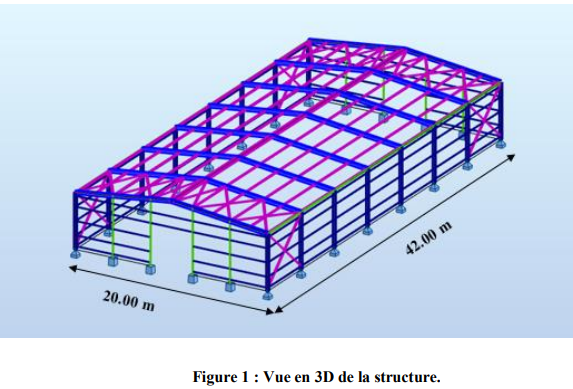 42.00 m
20.00 m
Figure 1 : Vue en 3D de la structure.